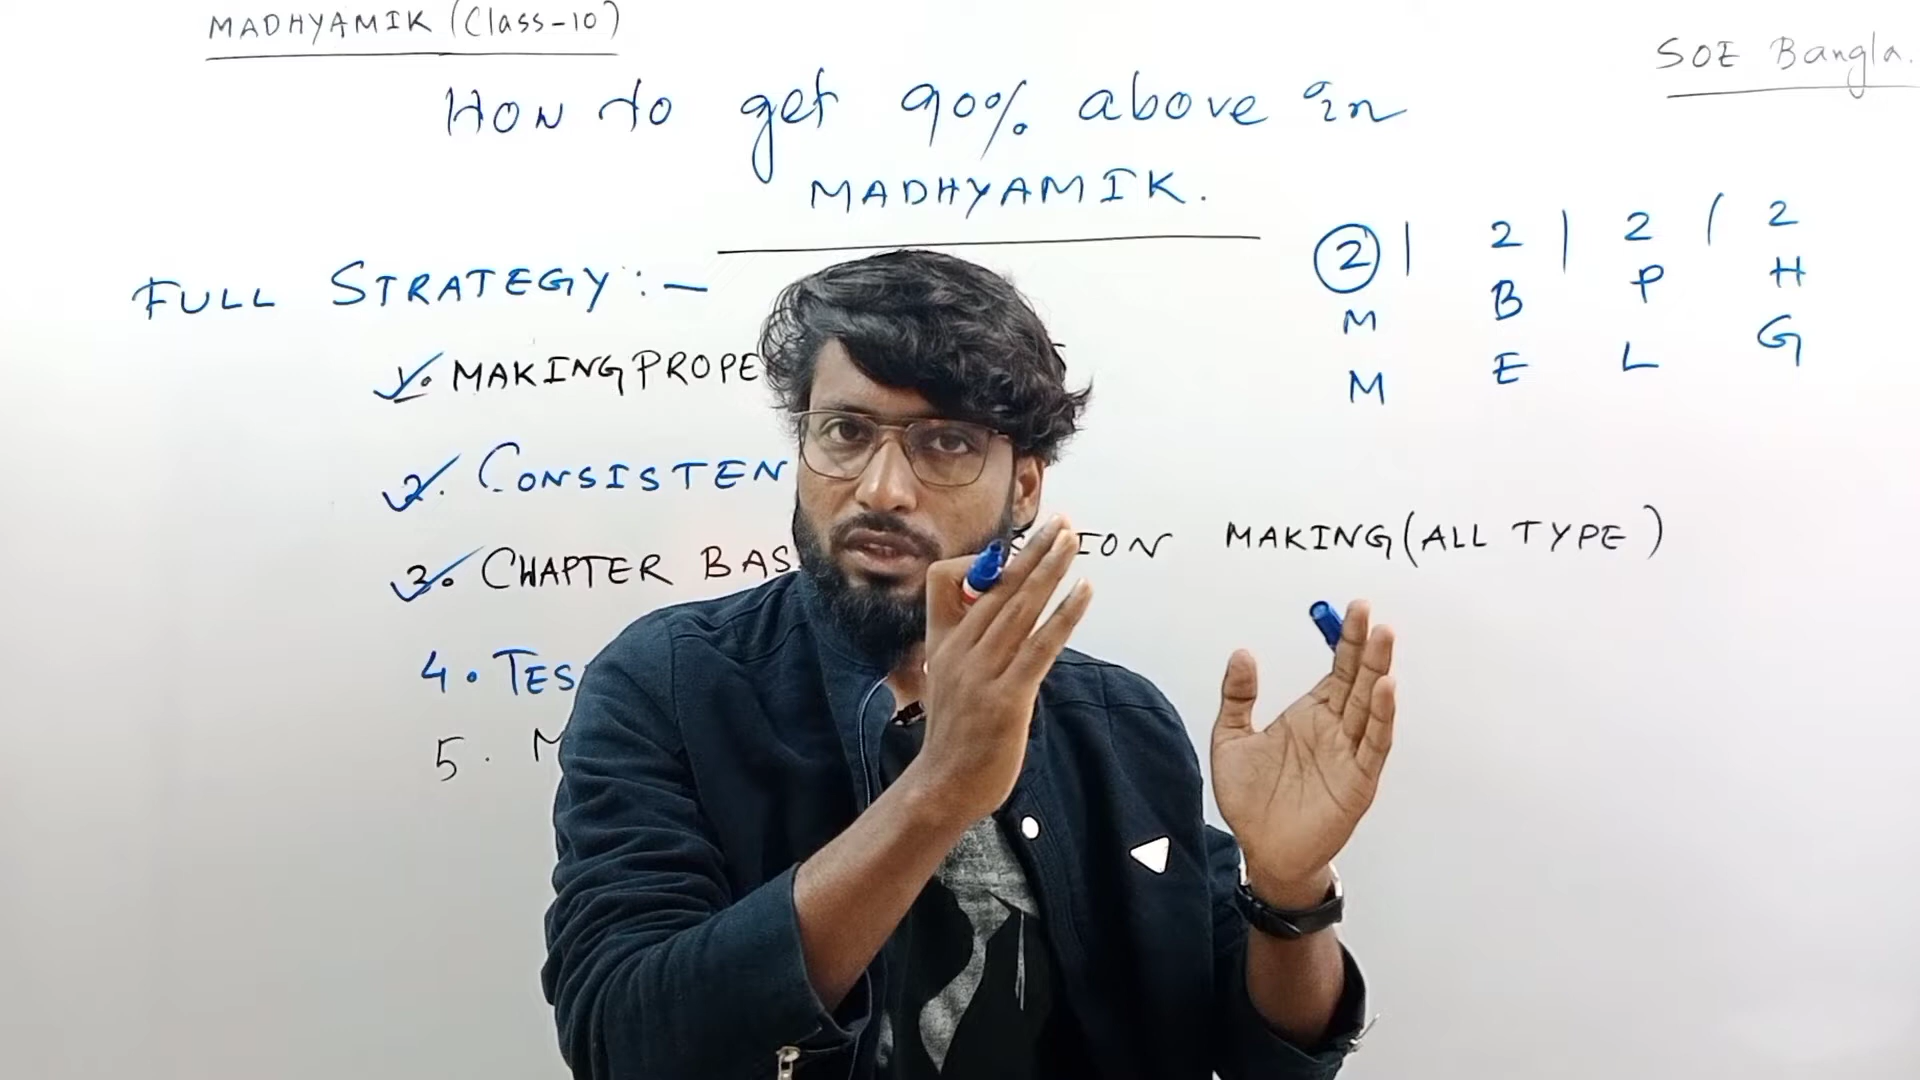 MADHYAMIK (Class-10)
SOE Bangla.
How to get 90% above in
MADHYAMIK.
FULL STRATEGY :-
1. MAKING PROPE
2. CONSISTEN
3. CHAPTER BAS ION MAKING (ALL TYPE)
4. TES
5. M
2 | 2 | 2 | 2
M B P H
M E L G